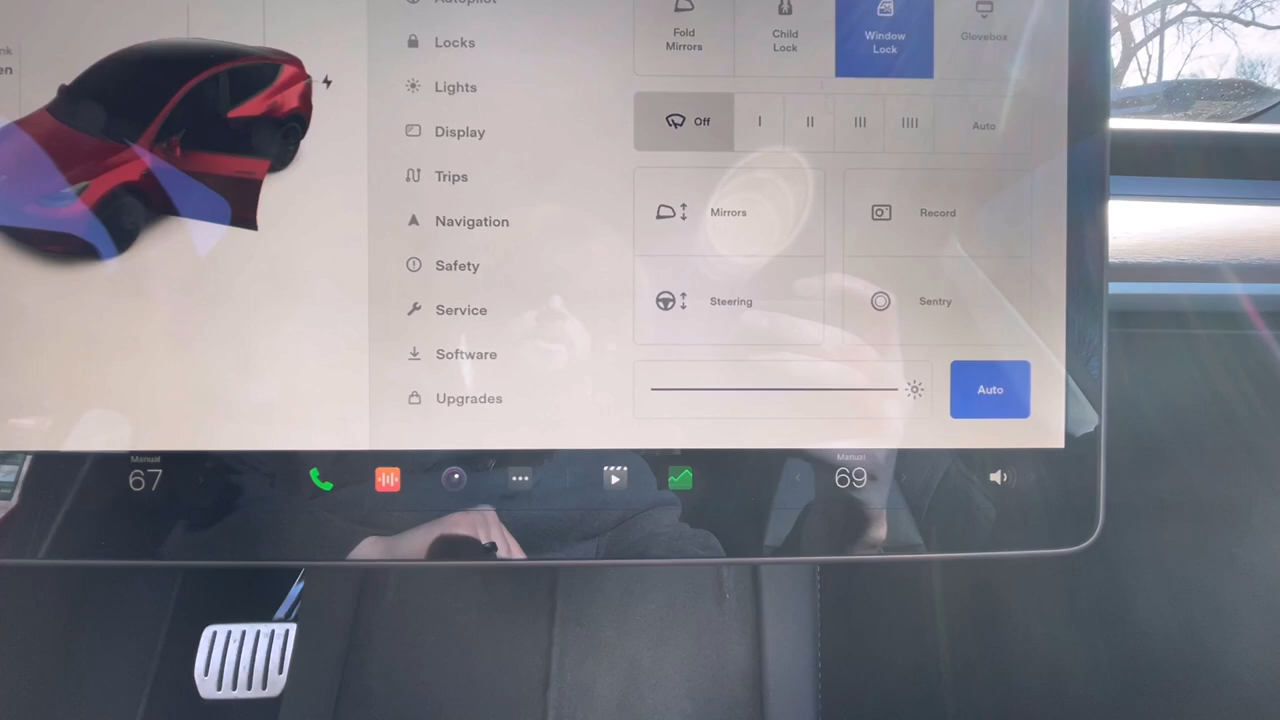 Autopilot
Locks
Lights
Display
Trips
Navigation
Safety
Service
Software
Upgrades
Fold
Mirrors
Child
Lock
Window
Lock
Glovebox
Off
I
II
III
IIII
Auto
Mirrors
Record
Steering
Sentry
Auto
Manual
67
Manual
69